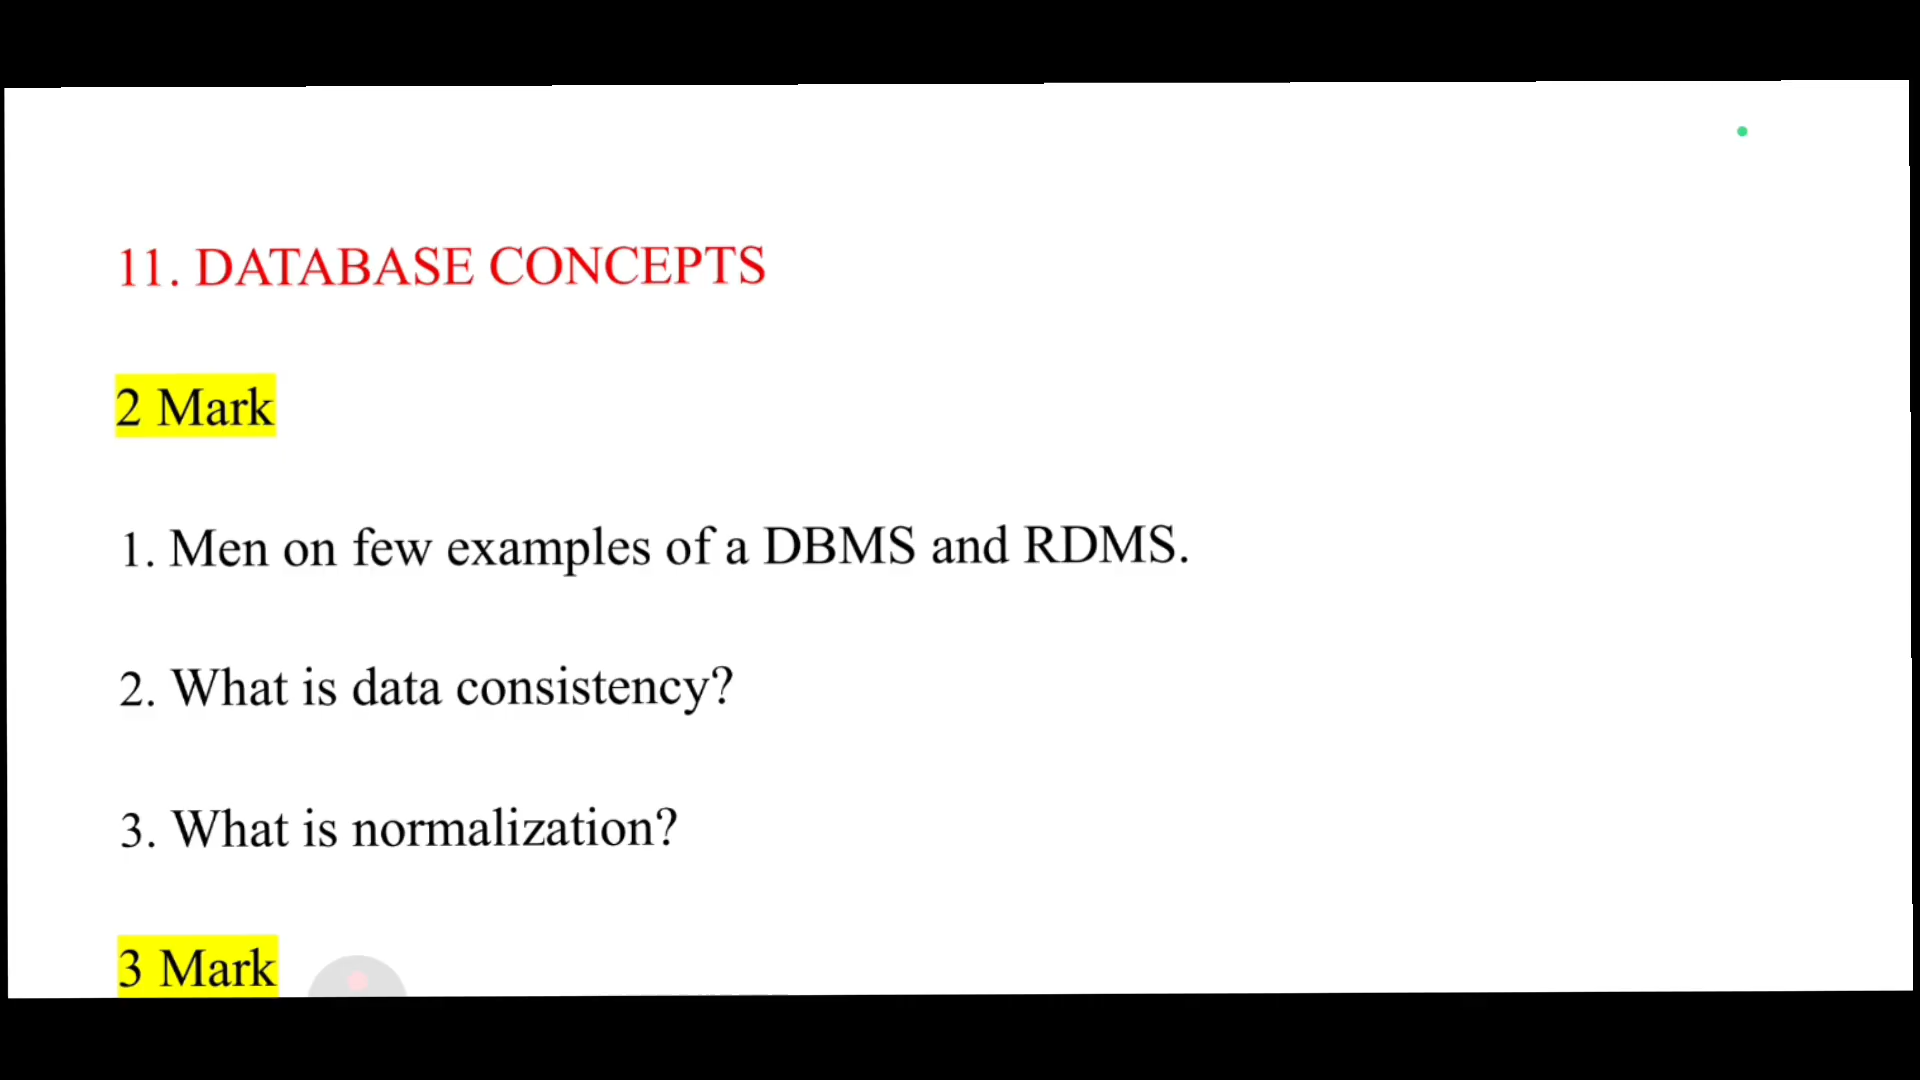 11. DATABASE CONCEPTS
2 Mark
1. Men on few examples of a DBMS and RDMS.
2. What is data consistency?
3. What is normalization?
3 Mark